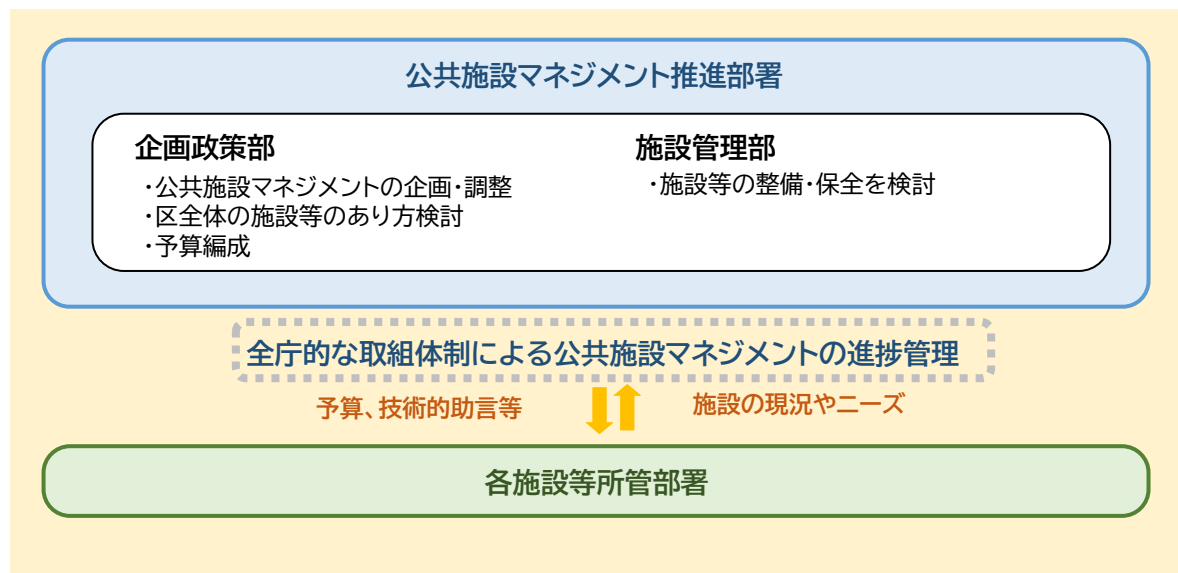 公共施設マネジメント推進部署
企画政策部
・公共施設マネジメントの企画・調整
・区全体の施設等のあり方検討
・予算編成
施設管理部
・施設等の整備・保全を検討
全庁的な取組体制による公共施設マネジメントの進捗管理
予算、技術的助言等
施設の現況やニーズ
各施設等所管部署